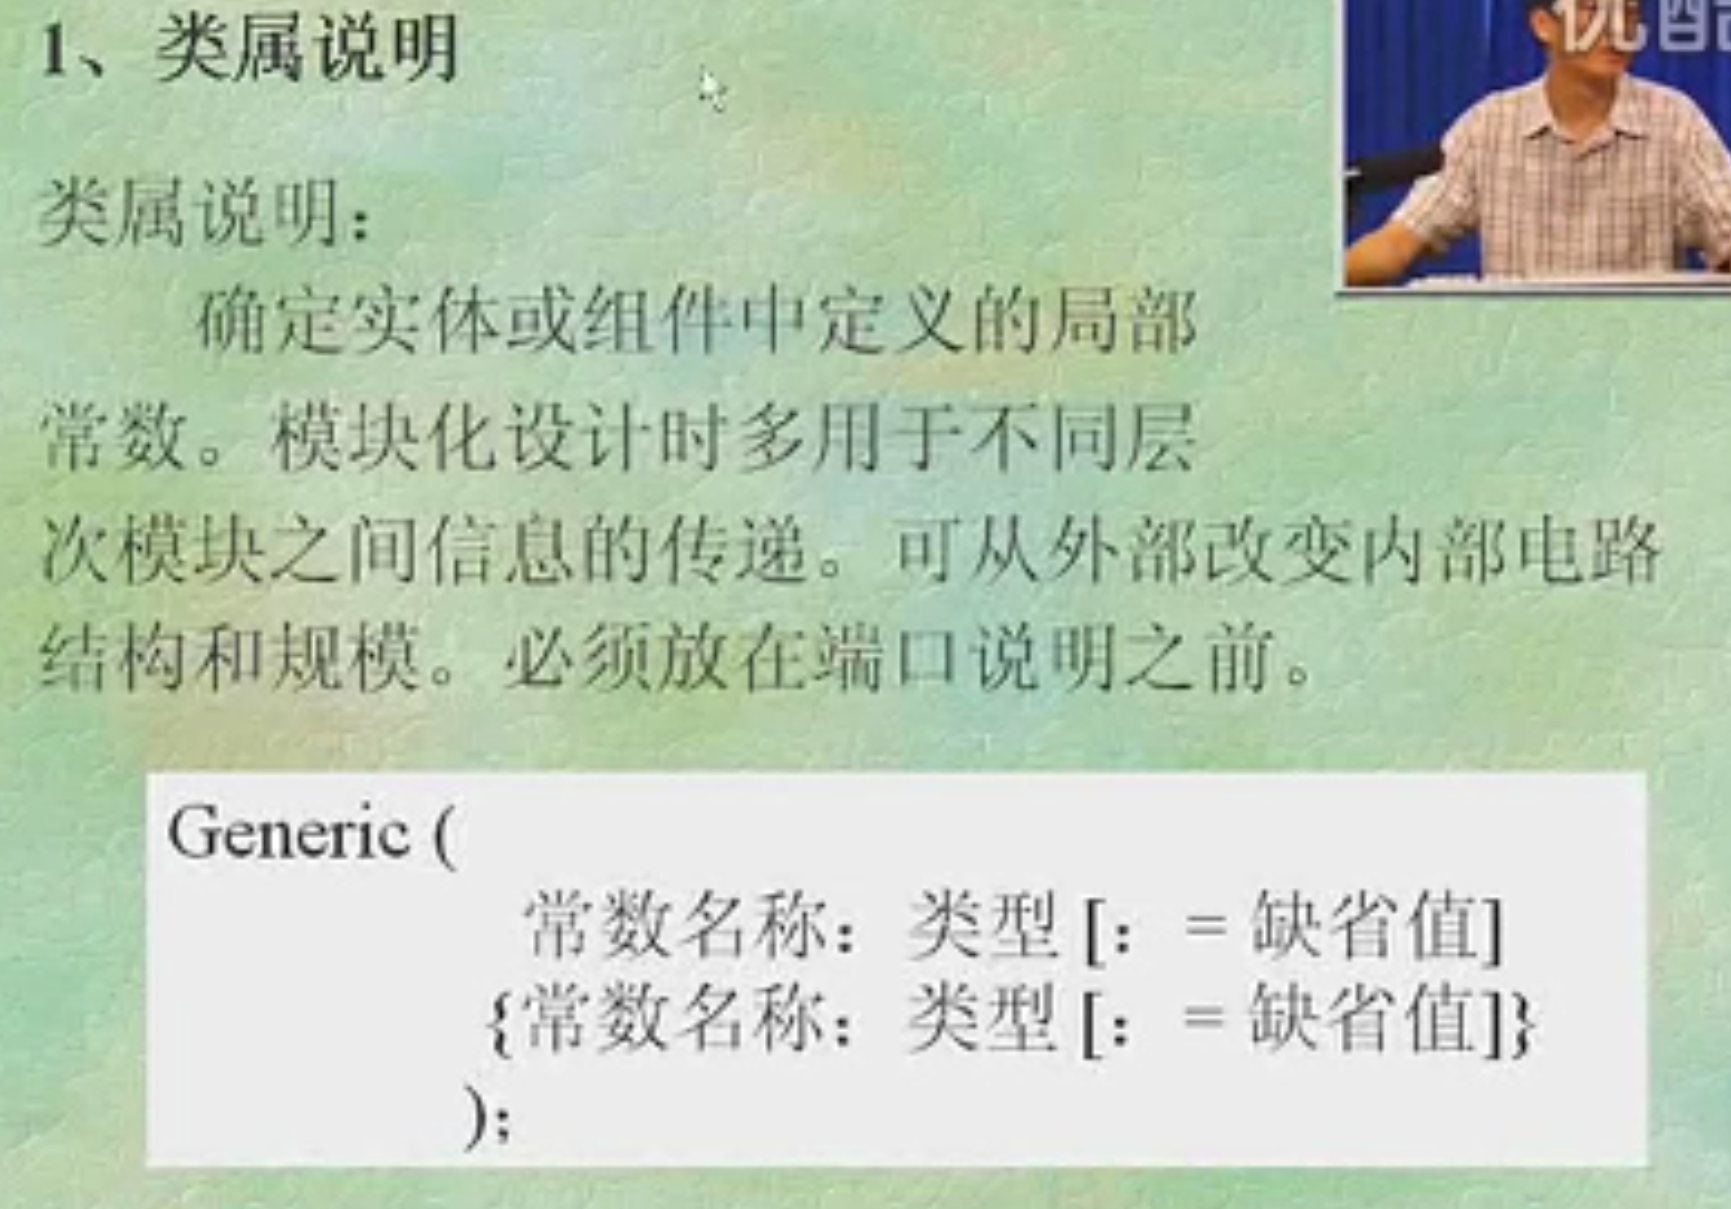 1、类属说明
优酷
类属说明：
确定实体或组件中定义的局部
常数。模块化设计时多用于不同层
次模块之间信息的传递。可从外部改变内部电路
结构和规模。必须放在端口说明之前。
Generic (
常数名称：类型 [：= 缺省值]
{常数名称：类型 [：= 缺省值]}
);